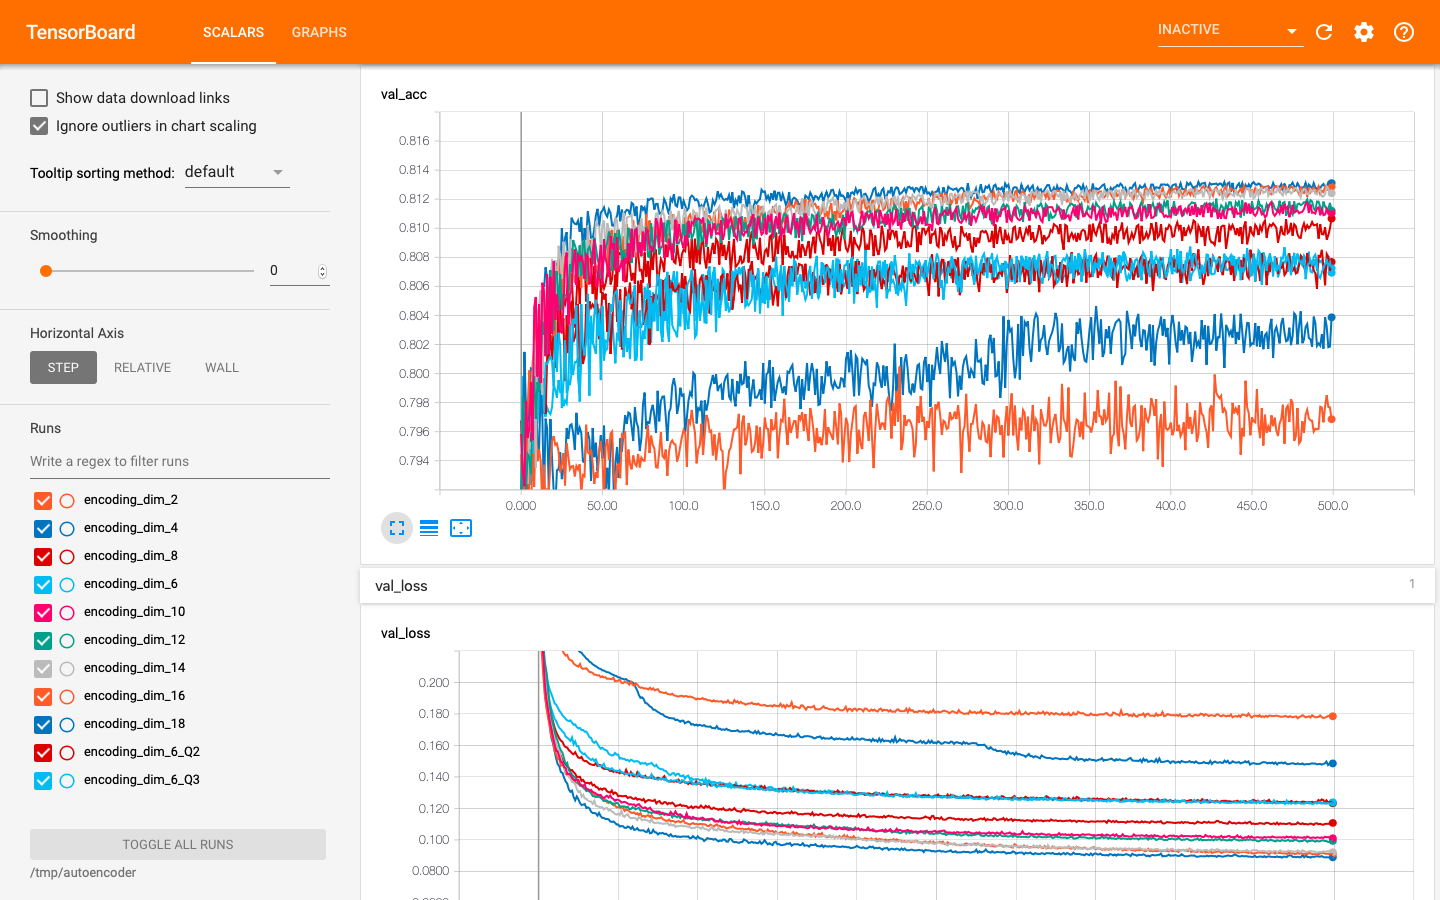 TensorBoard
SCALARS
GRAPHS
INACTIVE
Show data download links
Ignore outliers in chart scaling
Tooltip sorting method: default
Smoothing
0
Horizontal Axis
STEP
RELATIVE
WALL
Runs
Write a regex to filter runs
encoding_dim_2
encoding_dim_4
encoding_dim_8
encoding_dim_6
encoding_dim_10
encoding_dim_12
encoding_dim_14
encoding_dim_16
encoding_dim_18
encoding_dim_6_Q2
encoding_dim_6_Q3
TOGGLE ALL RUNS
/tmp/autoencoder
val_acc
0.816
0.814
0.812
0.810
0.808
0.806
0.804
0.802
0.800
0.798
0.796
0.794
0.000 50.00 100.0 150.0 200.0 250.0 300.0 350.0 400.0 450.0 500.0
val_loss
1
val_loss
0.200
0.180
0.160
0.140
0.120
0.100
0.0800